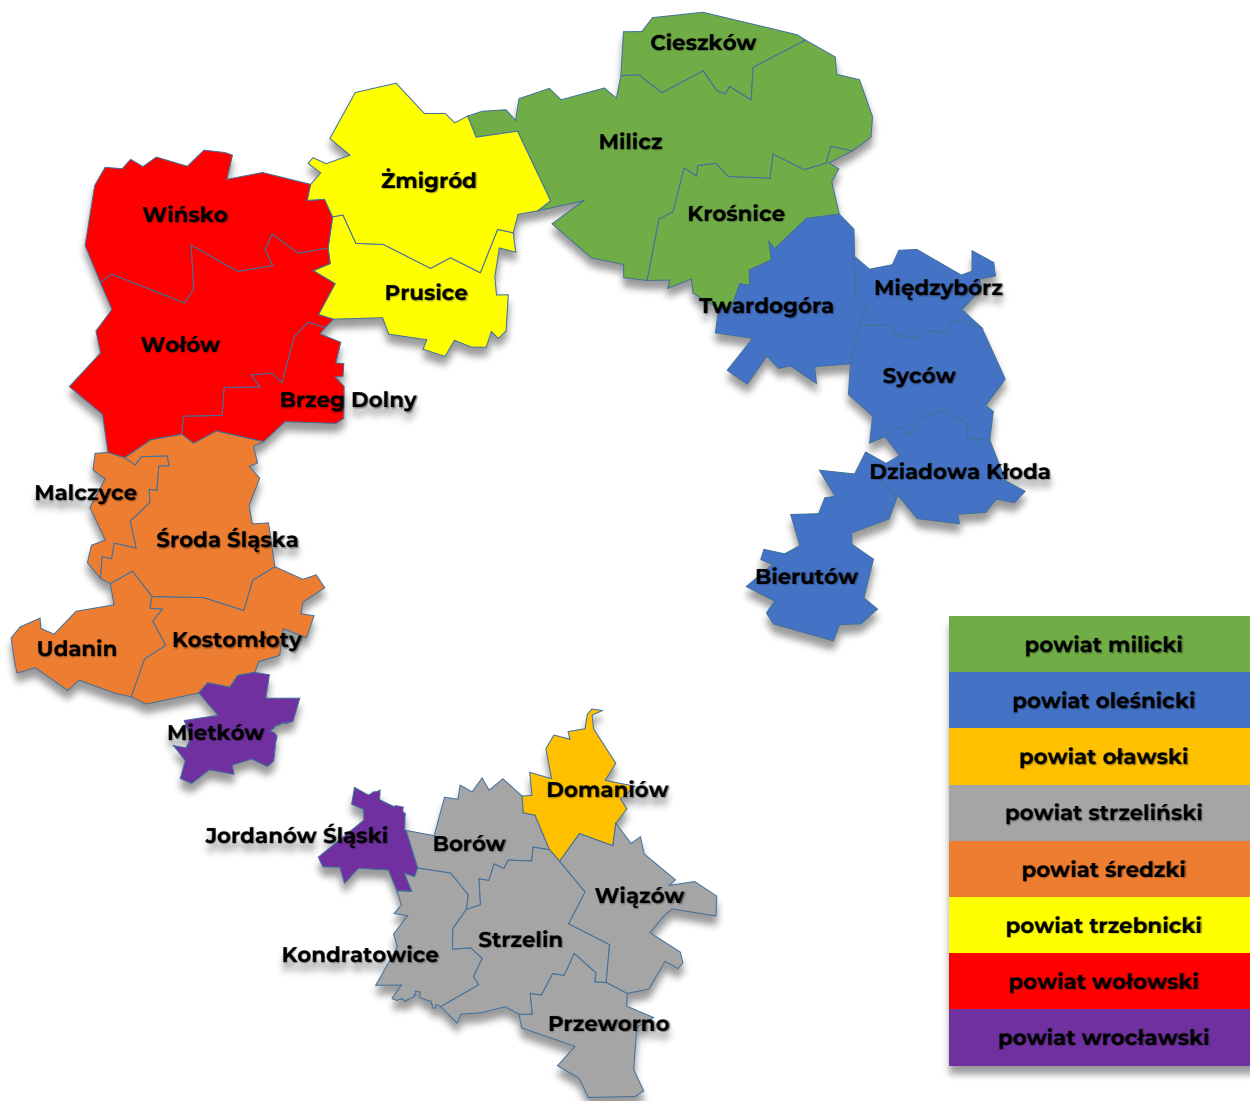 Cieszków
Milicz
Żmigród
Krośnice
Wińsko
Prusice
Twardogóra
Międzybórz
Wołów
Syców
Brzeg Dolny
Dziadowa Kłoda
Malczyce
Środa Śląska
Bierutów
Udanin
Kostomłoty
Mietków
Domaniów
Jordanów Śląski
Borów
Wiązów
Strzelin
Kondratowice
Przeworno
powiat milicki
powiat oleśnicki
powiat oławski
powiat strzeliński
powiat średzki
powiat trzebnicki
powiat wołowski
powiat wrocławski